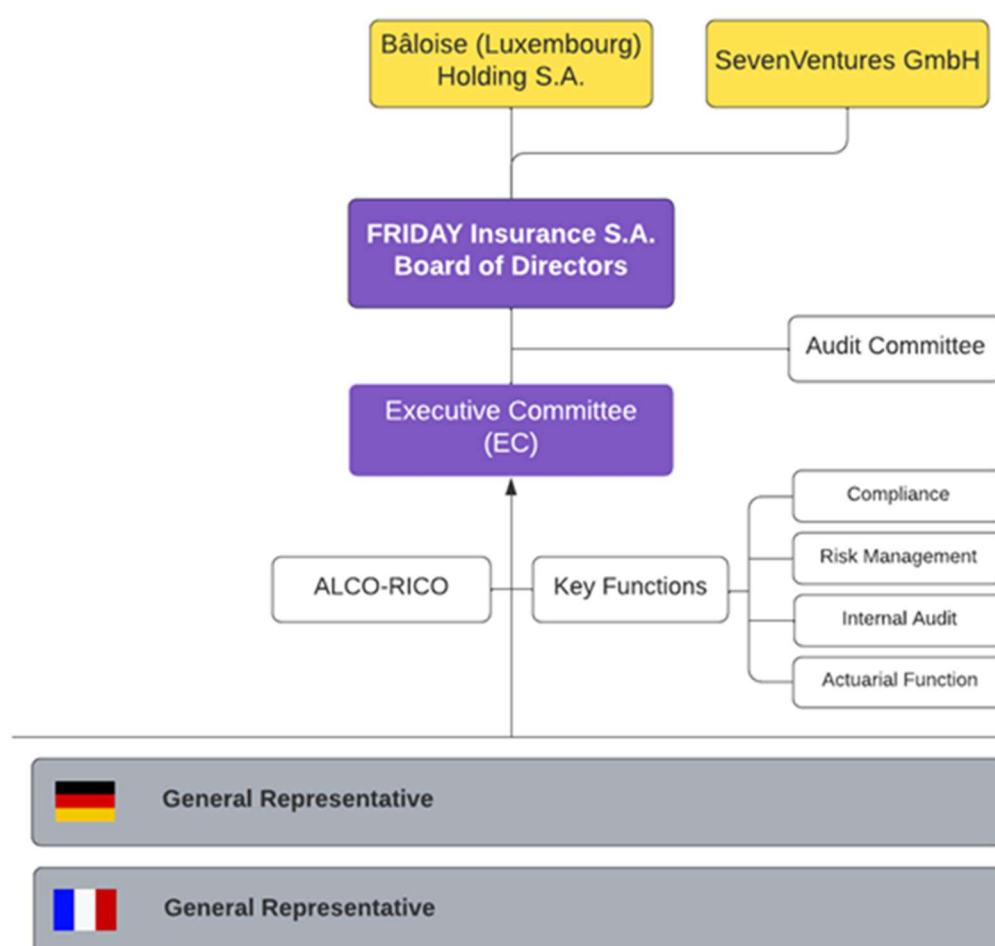 Bâloise (Luxembourg)
Holding S.A.
SevenVentures GmbH
FRIDAY Insurance S.A.
Board of Directors
Audit Committee
Executive Committee
(EC)
Compliance
Risk Management
ALCO-RICO
Key Functions
Internal Audit
Actuarial Function
General Representative
General Representative